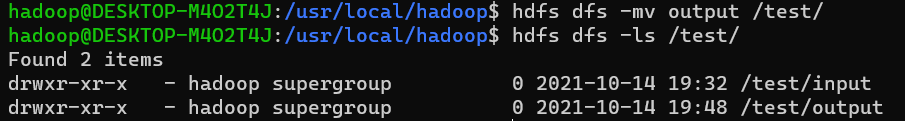 hadoop@DESKTOP-M4O2T4J:/usr/local/hadoop$ hdfs dfs -mv output /test/
hadoop@DESKTOP-M4O2T4J:/usr/local/hadoop$ hdfs dfs -ls /test/
Found 2 items
drwxr-xr-x   - hadoop supergroup          0 2021-10-14 19:32 /test/input
drwxr-xr-x   - hadoop supergroup          0 2021-10-14 19:48 /test/output